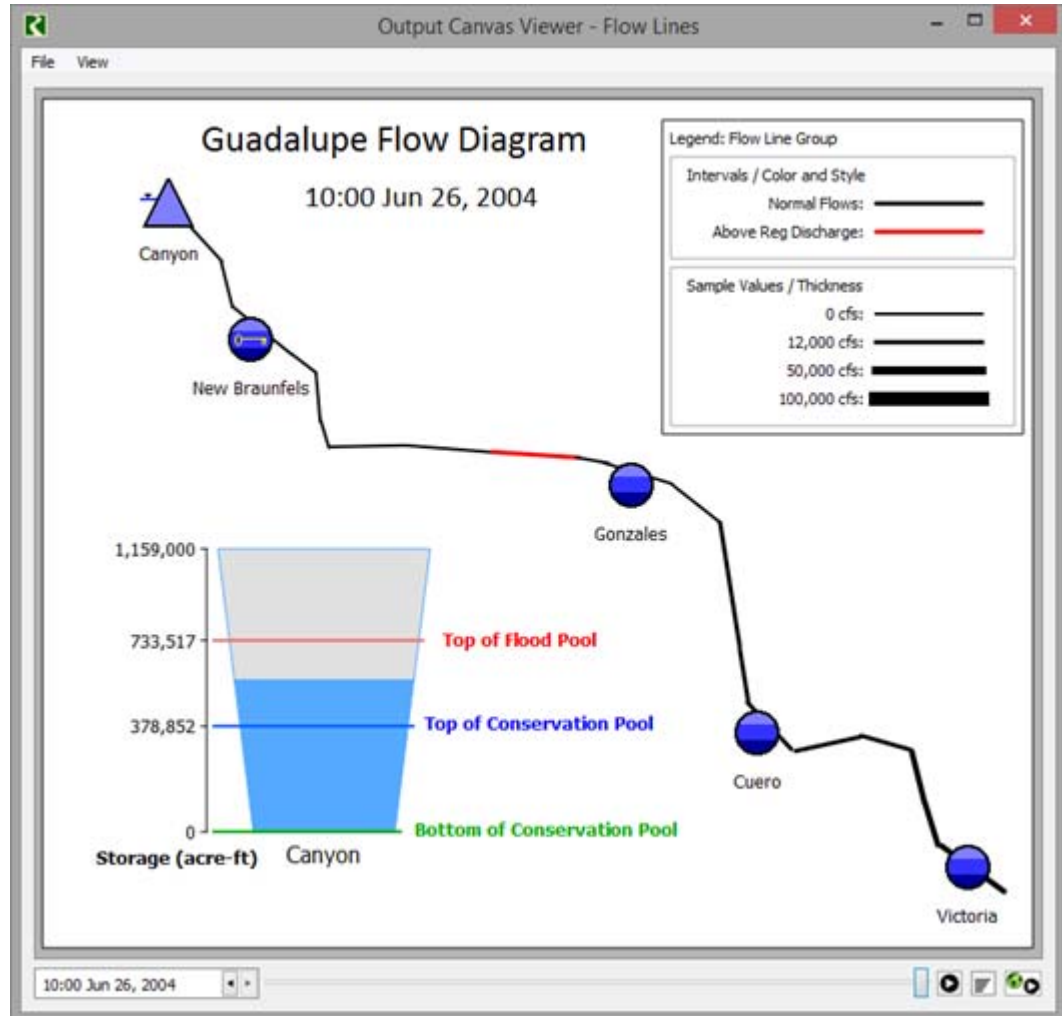 Output Canvas Viewer - Flow Lines
File View
Guadalupe Flow Diagram
10:00 Jun 26, 2004
Legend: Flow Line Group
Intervals / Color and Style
Normal Flows:
Above Reg Discharge:
Sample Values / Thickness
0 cfs:
12,000 cfs:
50,000 cfs:
100,000 cfs:
Canyon
New Braunfels
Gonzales
1,159,000
733,517
Top of Flood Pool
378,852
Top of Conservation Pool
Cuero
0
Bottom of Conservation Pool
Storage (acre-ft)
Canyon
Victoria
10:00 Jun 26, 2004